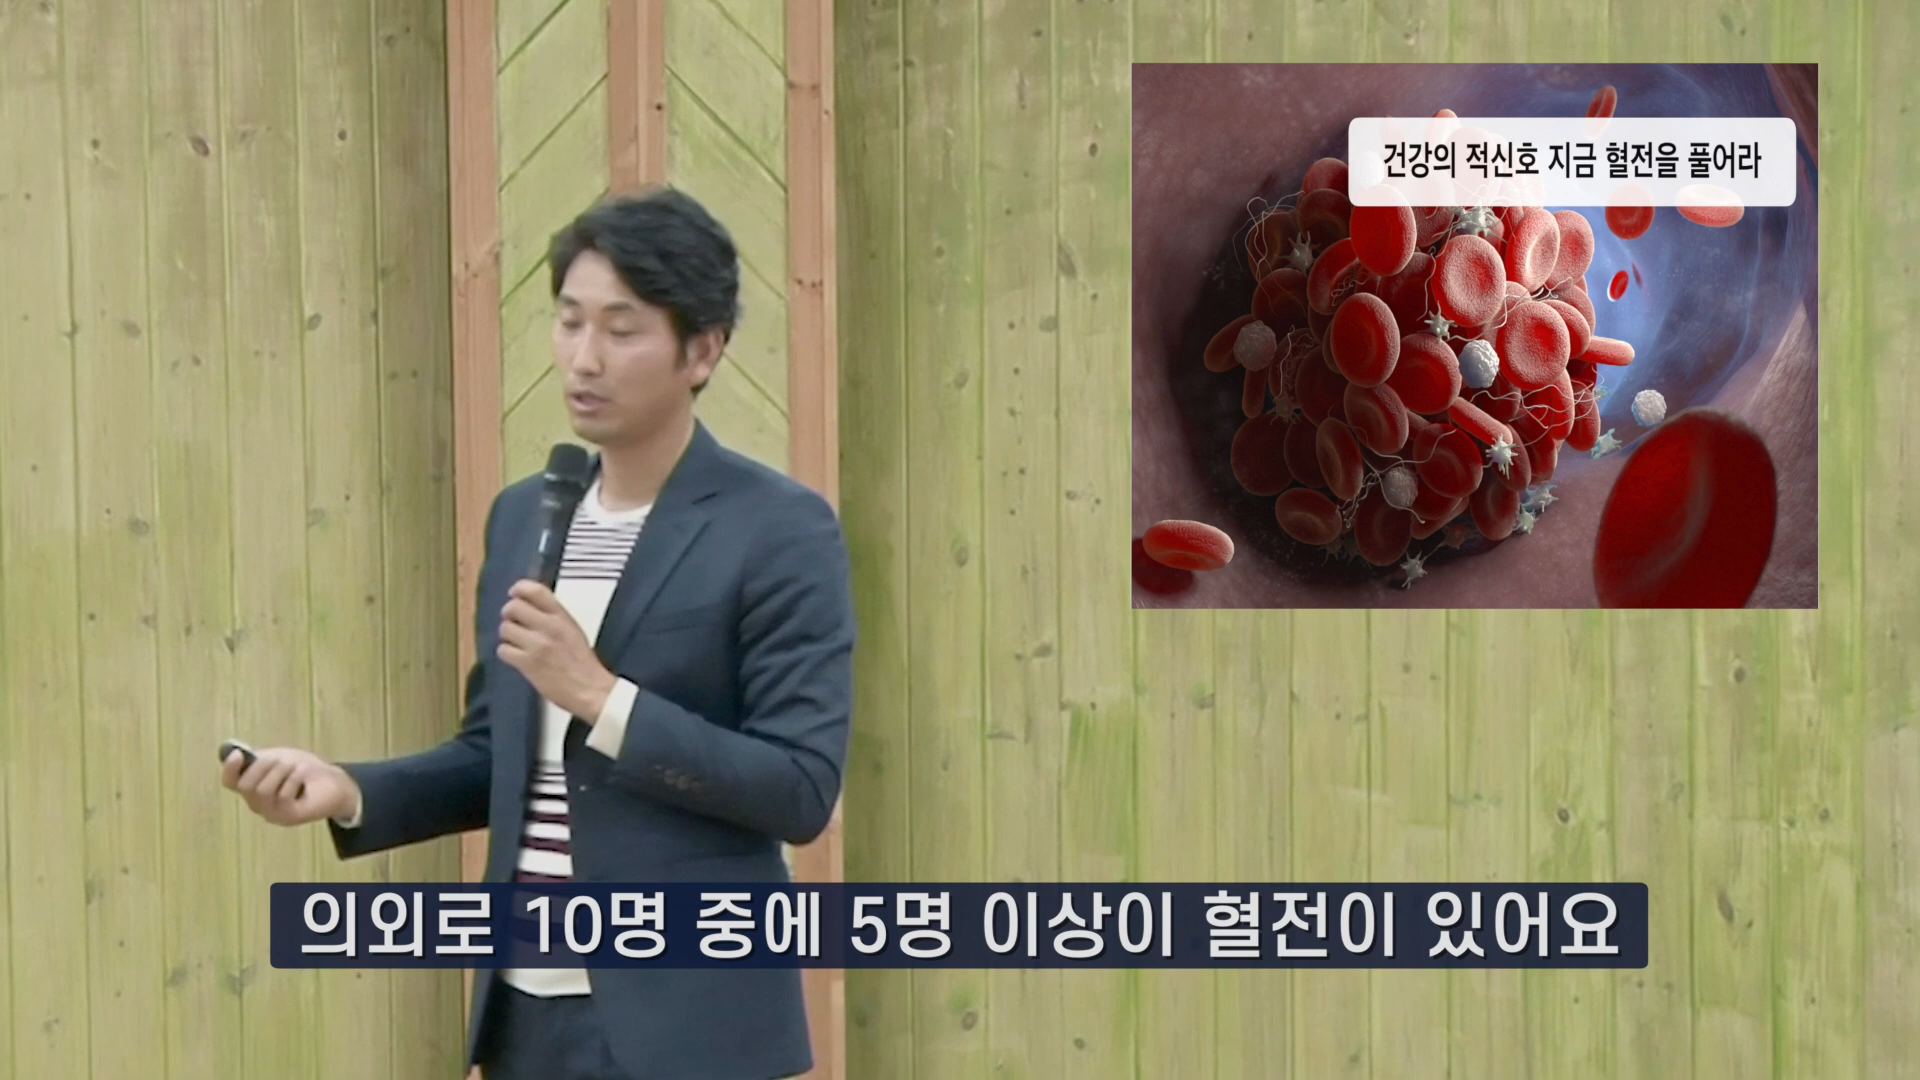 건강의 적신호 지금 혈전을 풀어라
의외로 10명 중에 5명 이상이 혈전이 있어요